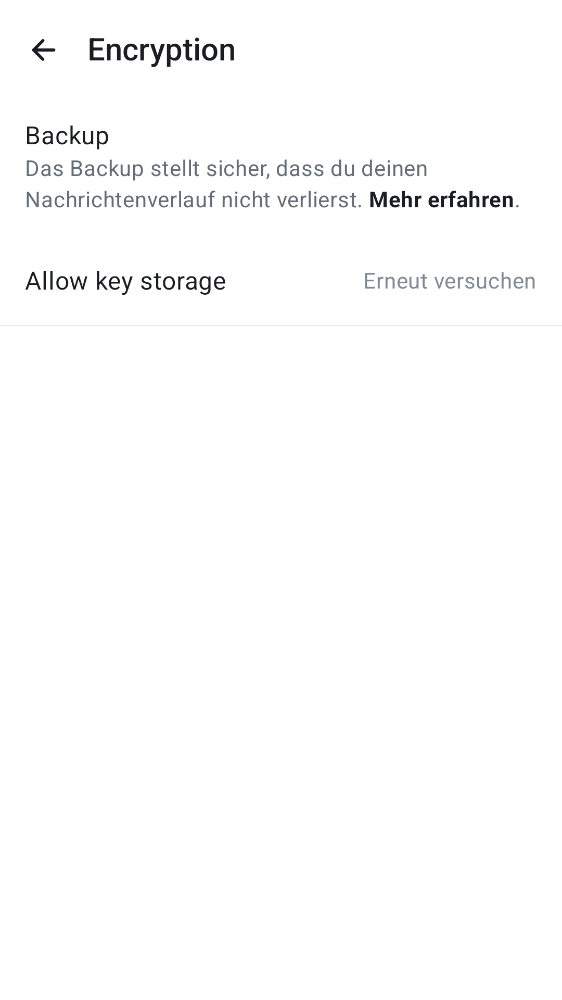 Encryption
Backup
Das Backup stellt sicher, dass du deinen
Nachrichtenverlauf nicht verlierst. Mehr erfahren.
Allow key storage Erneut versuchen